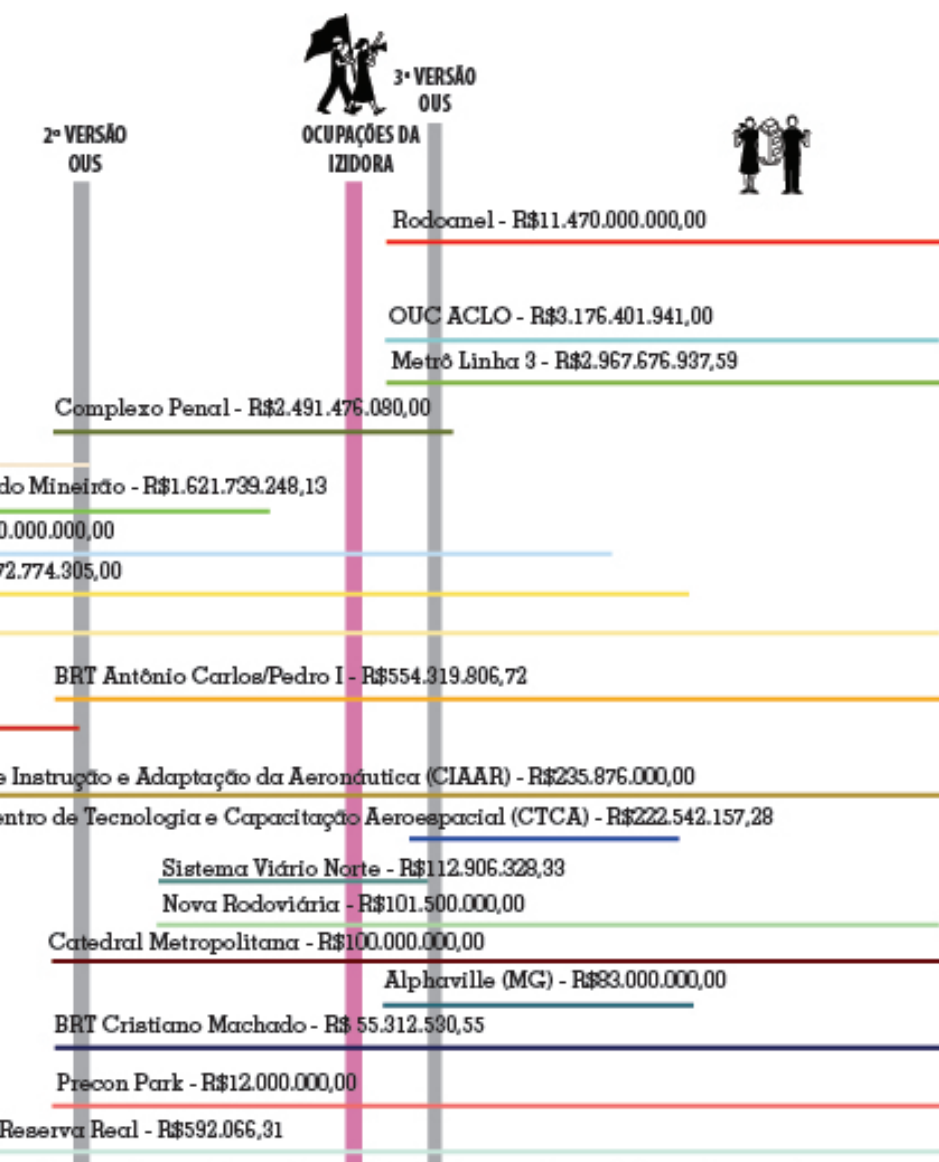 3ª VERSÃO
OUS
2ª VERSÃO
OUS
OCUPAÇÕES DA
IZIDORA
Rodoanel - R$11.470.000.000,00
OUC ACLO - R$3.176.401.941,00
Metrô Linha 3 - R$2.967.676.937,59
Complexo Penal - R$2.491.476.080,00
do Mineirão - R$1.621.739.248,13
0.000.000,00
72.774.305,00
BRT Antônio Carlos/Pedro I - R$554.319.806,72
e Instrução e Adaptação da Aeronáutica (CIAAR) - R$235.876.000,00
entro de Tecnologia e Capacitação Aeroespacial (CTCA) - R$222.542.157,28
Sistema Viário Norte - R$112.906.328,33
Nova Rodoviária - R$101.500.000,00
Catedral Metropolitana - R$100.000.000,00
Alphaville (MG) - R$83.000.000,00
BRT Cristiano Machado - R$ 55.312.530,55
Precon Park - R$12.000.000,00
Reserva Real - R$592.066,31